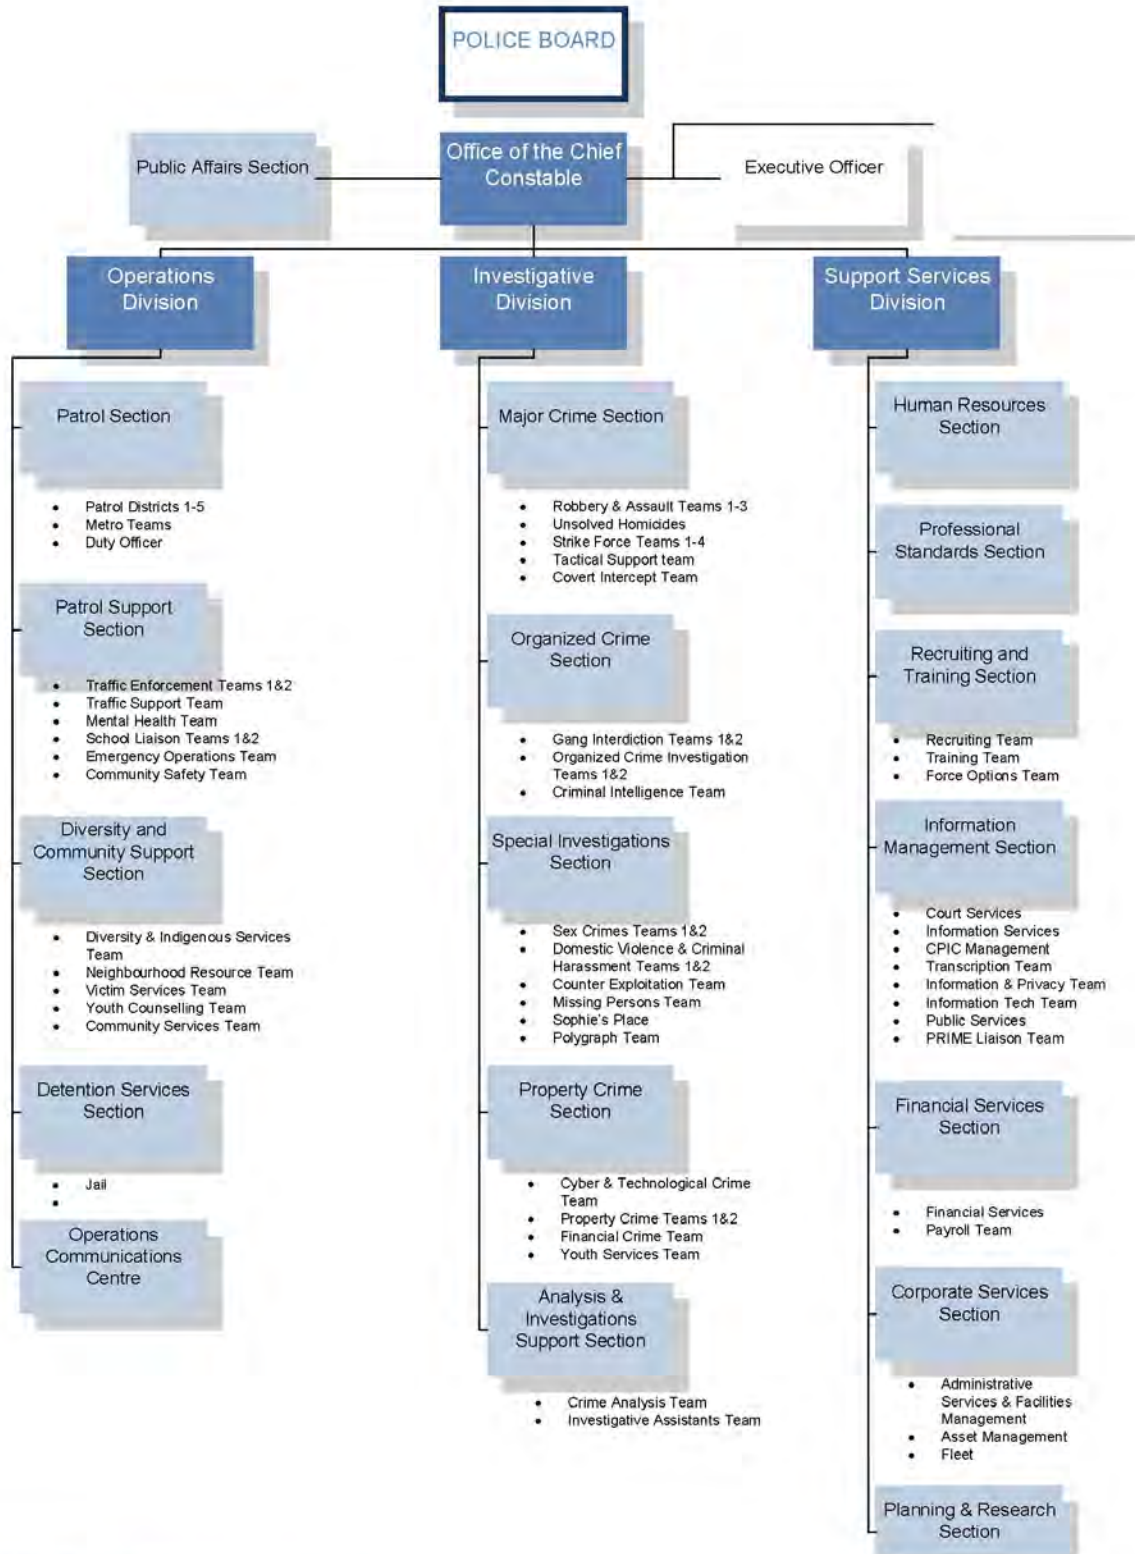 POLICE BOARD
Public Affairs Section
Office of the Chief
Constable
Executive Officer
Operations
Division
Patrol Section
• Patrol Districts 1-5
• Metro Teams
• Duty Officer
Patrol Support
Section
• Traffic Enforcement Teams 1&2
• Traffic Support Team
• Mental Health Team
• School Liaison Teams 1&2
• Emergency Operations Team
• Community Safety Team
Diversity and
Community Support
Section
• Diversity & Indigenous Services
Team
• Neighbourhood Resource Team
• Victim Services Team
• Youth Counselling Team
• Community Services Team
Detention Services
Section
• Jail
•
Operations
Communications
Centre
Investigative
Division
Major Crime Section
• Robbery & Assault Teams 1-3
• Unsolved Homicides
• Strike Force Teams 1-4
• Tactical Support team
• Covert Intercept Team
Organized Crime
Section
• Gang Interdiction Teams 1&2
• Organized Crime Investigation
Teams 1&2
• Criminal Intelligence Team
Special Investigations
Section
• Sex Crimes Teams 1&2
• Domestic Violence & Criminal
Harassment Teams 1&2
• Counter Exploitation Team
• Missing Persons Team
• Sophie's Place
• Polygraph Team
Property Crime
Section
• Cyber & Technological Crime
Team
• Property Crime Teams 1&2
• Financial Crime Team
• Youth Services Team
Analysis &
Investigations
Support Section
• Crime Analysis Team
• Investigative Assistants Team
Support Services
Division
Human Resources
Section
Professional
Standards Section
Recruiting and
Training Section
• Recruiting Team
• Training Team
• Force Options Team
Information
Management Section
• Court Services
• Information Services
• CPIC Management
• Transcription Team
• Information & Privacy Team
• Information Tech Team
• Public Services
• PRIME Liaison Team
Financial Services
Section
• Financial Services
• Payroll Team
Corporate Services
Section
• Administrative
Services & Facilities
Management
• Asset Management
• Fleet
Planning & Research
Section